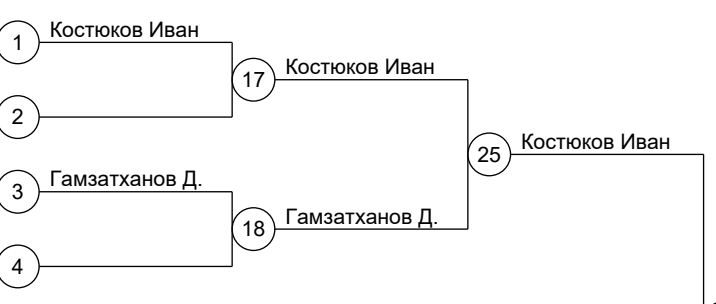 1 Костюков Иван
17 Костюков Иван
2
25 Костюков Иван
3 Гамзатханов Д.
18 Гамзатханов Д.
4